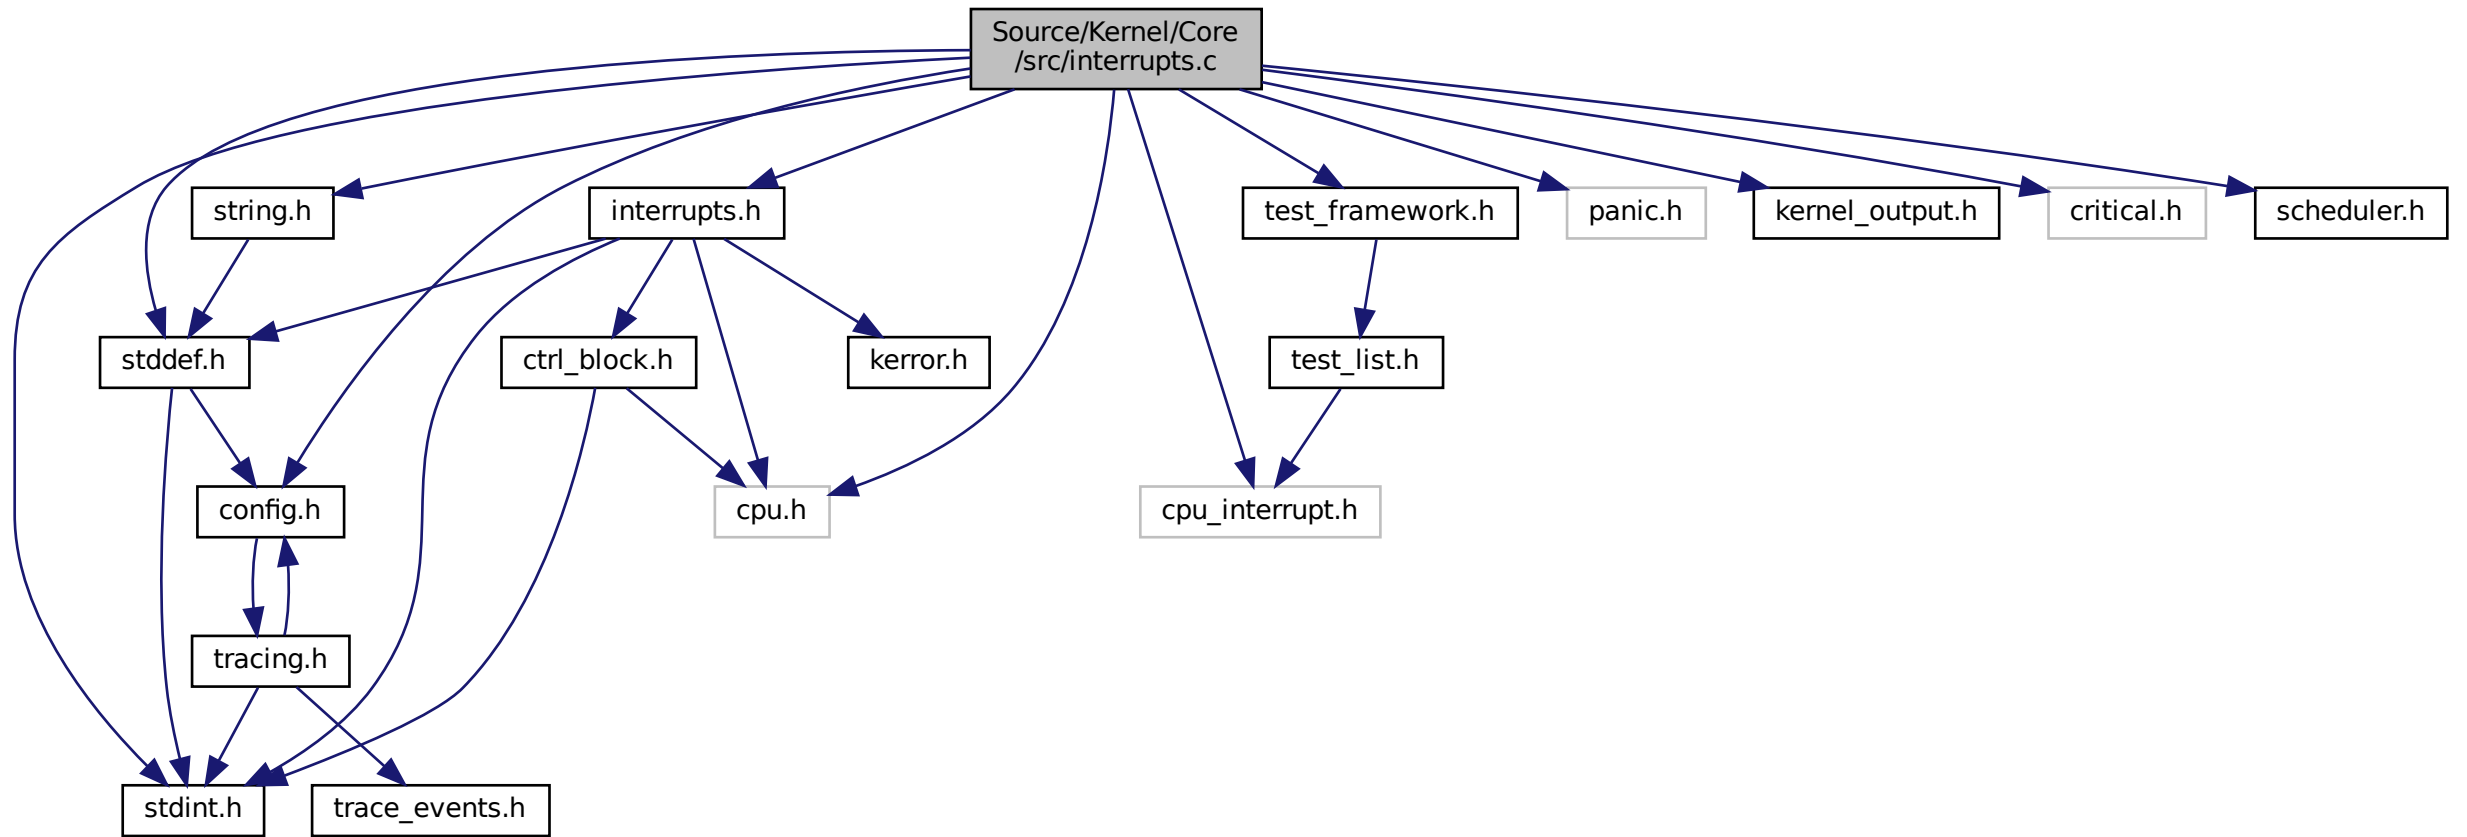 Source/Kernel/Core
/src/interrupts.c
string.h
interrupts.h
test_framework.h
panic.h
kernel_output.h
critical.h
scheduler.h
stddef.h
ctrl_block.h
kerror.h
test_list.h
config.h
cpu.h
cpu_interrupt.h
tracing.h
stdint.h
trace_events.h